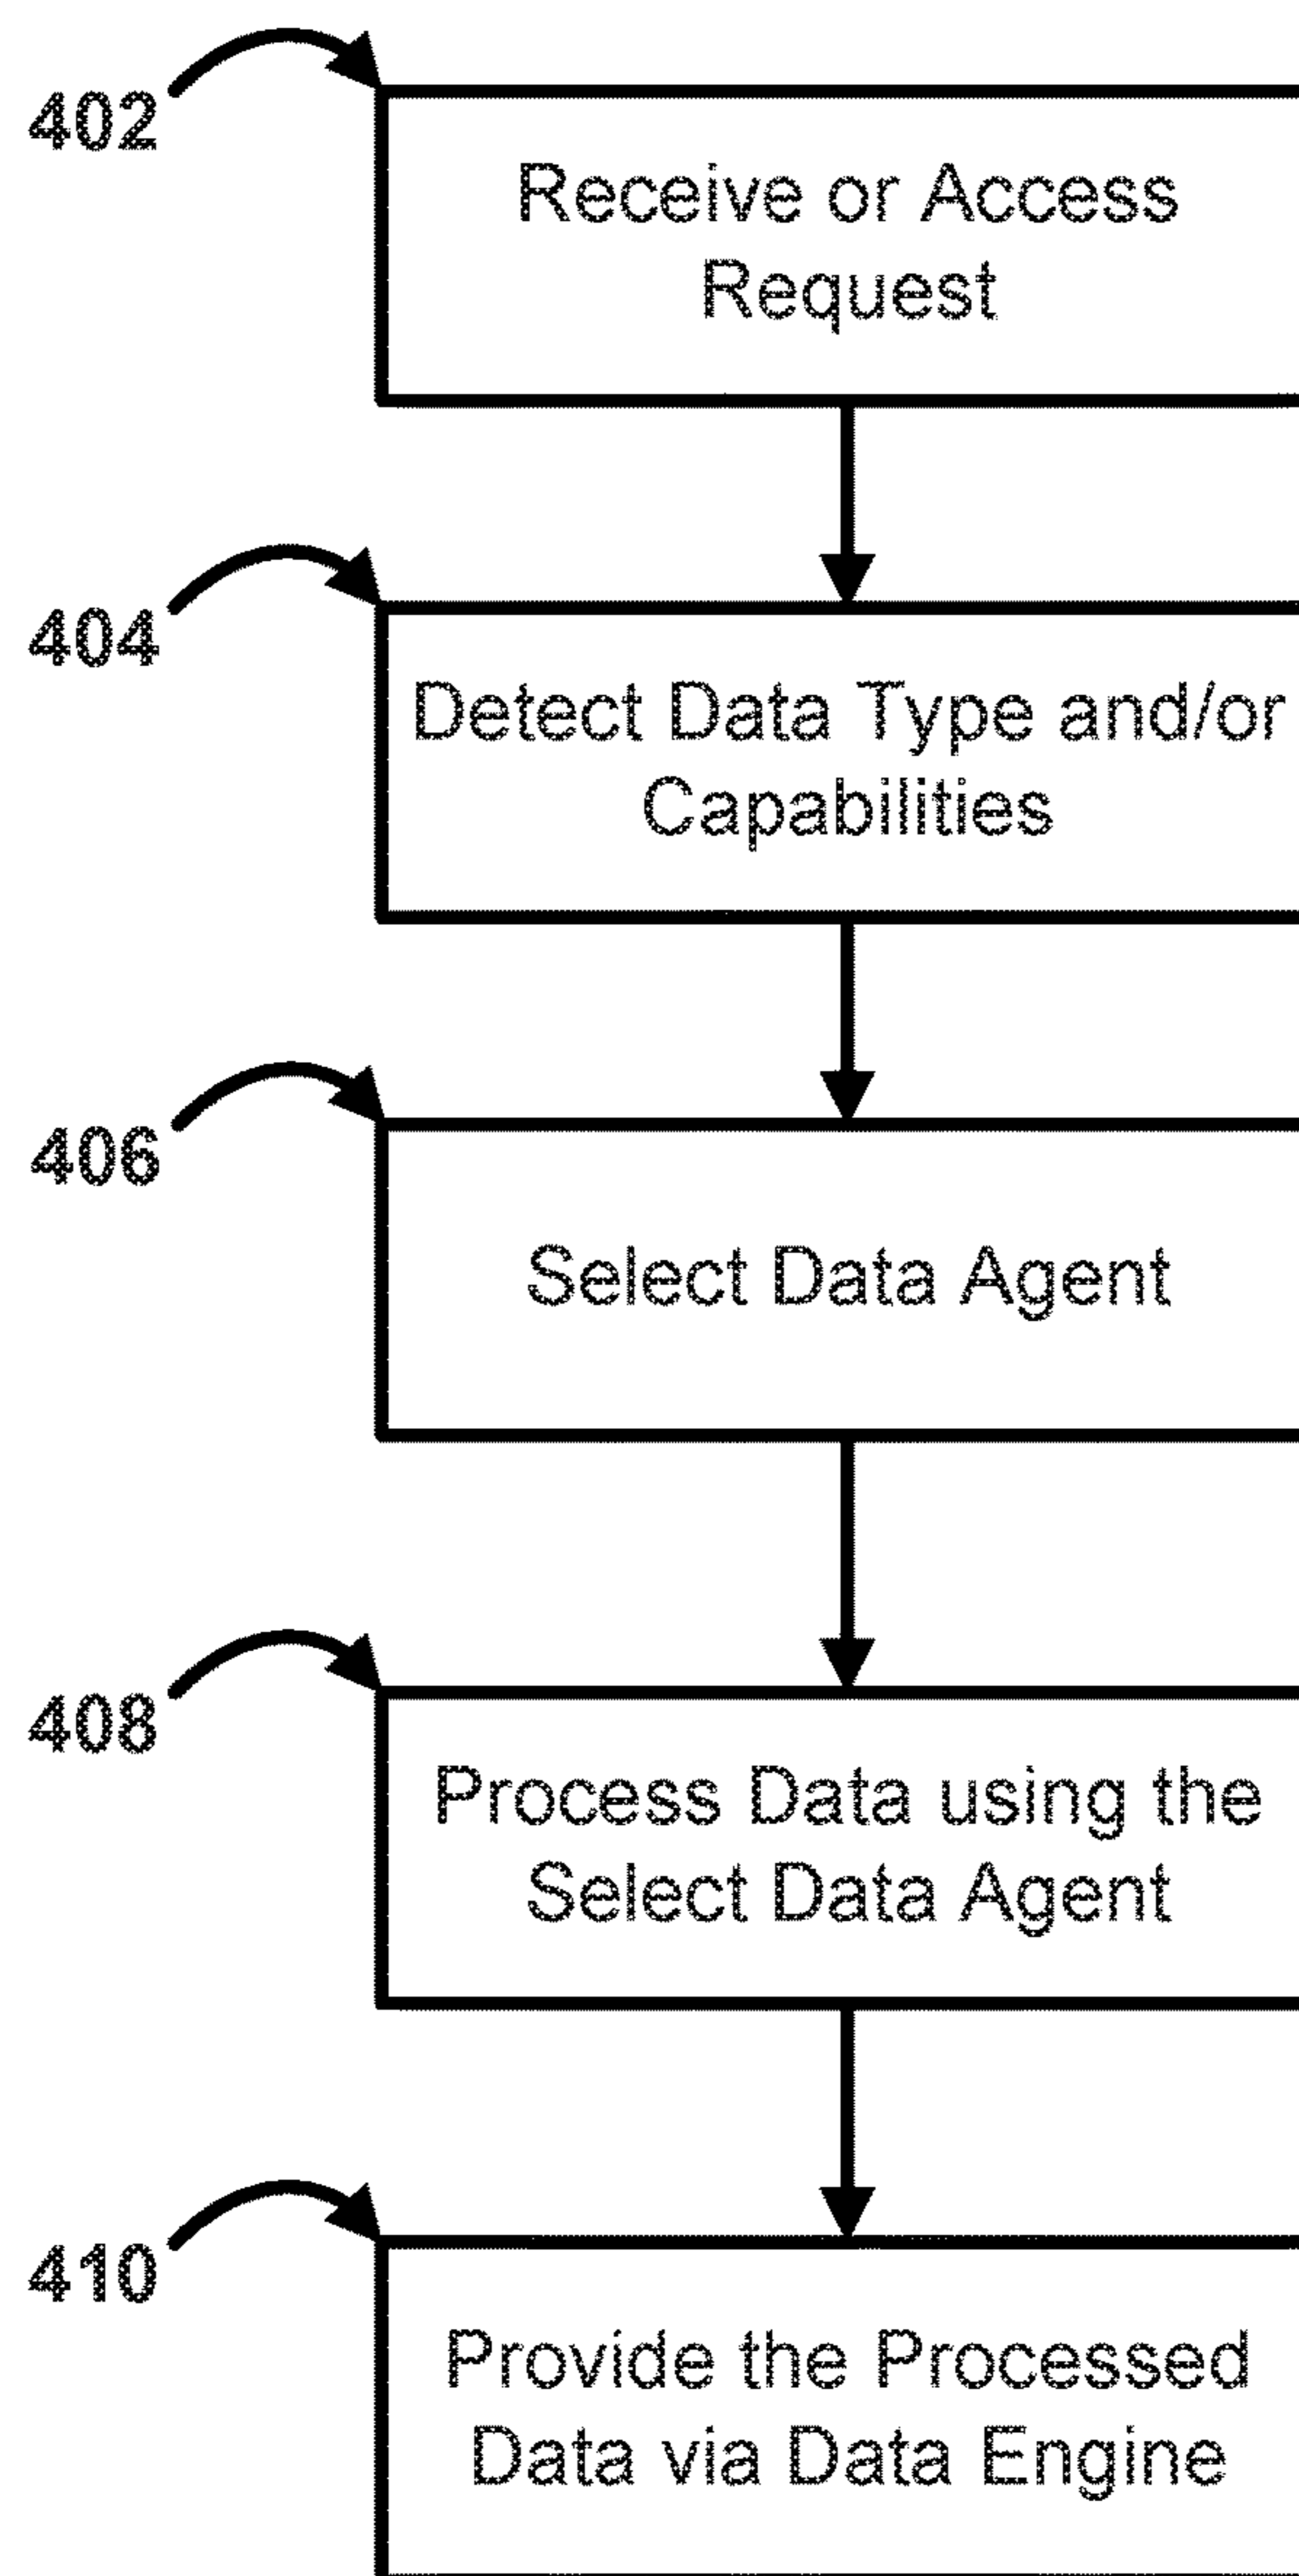 402
Receive or Access
Request
404
Detect Data Type and/or
Capabilities
406
Select Data Agent
408
Process Data using the
Select Data Agent
410
Provide the Processed
Data via Data Engine